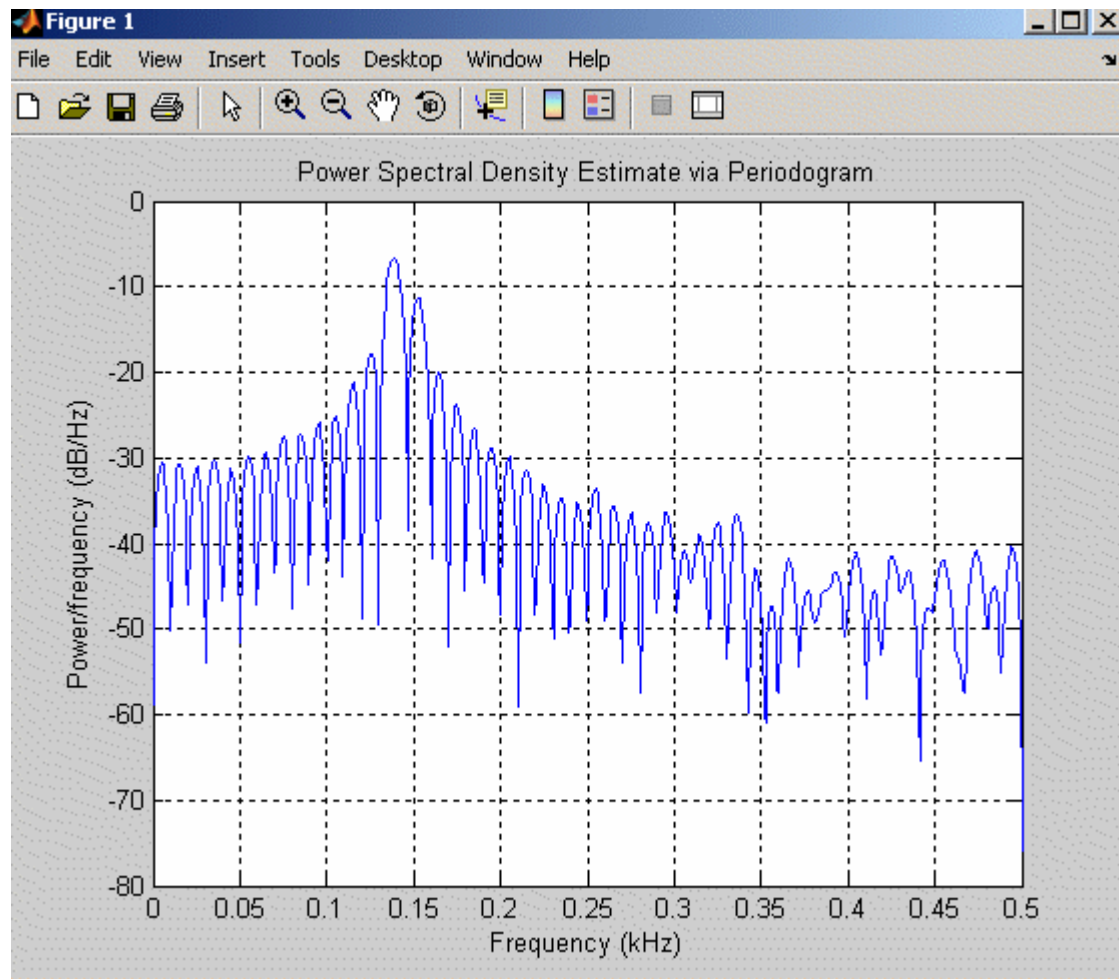 Figure 1
File Edit View Insert Tools Desktop Window Help
Power Spectral Density Estimate via Periodogram
0
-10
-20
-30
-40
-50
-60
-70
-80
Power/frequency (dB/Hz)
0 0.05 0.1 0.15 0.2 0.25 0.3 0.35 0.4 0.45 0.5
Frequency (kHz)